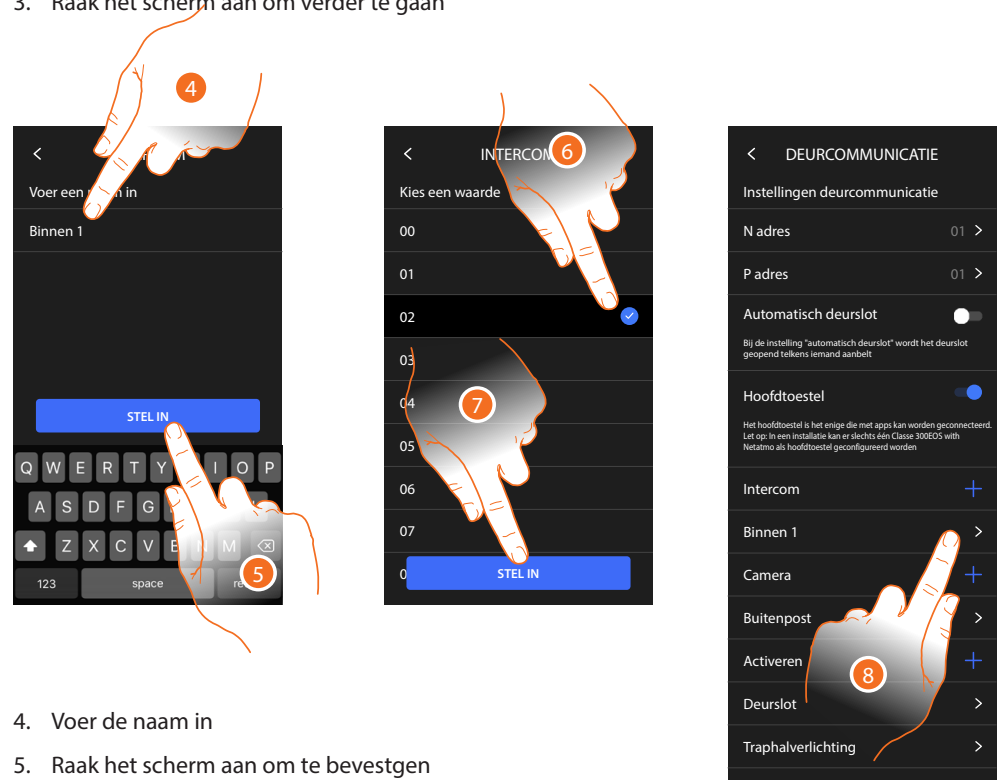 3. Raak het scherm aan om verder te gaan
4
Voer een naam in
Binnen 1
STEL IN
Q W E R T Y I O P
A S D F G
Z X C V B N M
123 space
5
INTERCOM
6
Kies een waarde
00
01
02
03
04
7
05
06
07
0
STEL IN
DEURCOMMUNICATIE
Instellingen deurcommunicatie
N adres 01
P adres 01
Automatisch deurslot
Bij de instelling "automatisch deurslot" wordt het deurslot
geopend telkens iemand aanbelt
Hoofdtoestel
Het hoofdtoestel is het enige die met apps kan worden geconnecteerd.
Let op: In een installatie kan er slechts één Classe 300EOS with
Netatmo als hoofdtoestel geconfigureerd worden
Intercom
Binnen 1
Camera
Buitenpost
Activeren
8
Deurslot
Traphalverlichting
4. Voer de naam in
5. Raak het scherm aan om te bevestgen